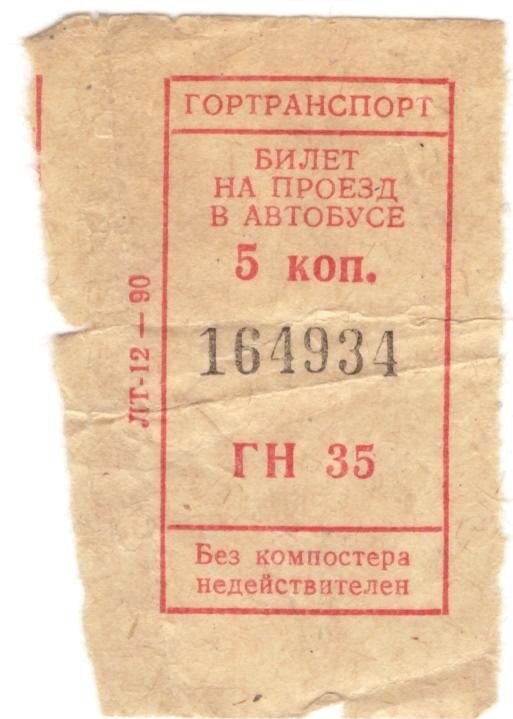 ГОРТРАНСПОРТ
БИЛЕТ
НА ПРОЕЗД
В АВТОБУСЕ
5 коп.
164934
ГН 35
Без компостера
недействителен
ЛТ-12 — 90